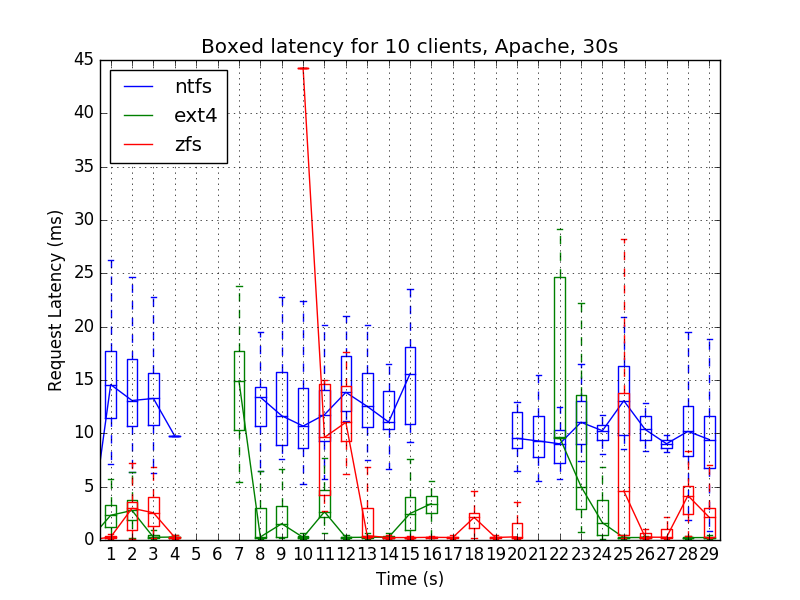 Boxed latency for 10 clients, Apache, 30s
ntfs
ext4
zfs
45
40
35
30
25
20
15
10
5
0
Request Latency (ms)
1 2 3 4 5 6 7 8 9 10 11 12 13 14 15 16 17 18 19 20 21 22 23 24 25 26 27 28 29
Time (s)